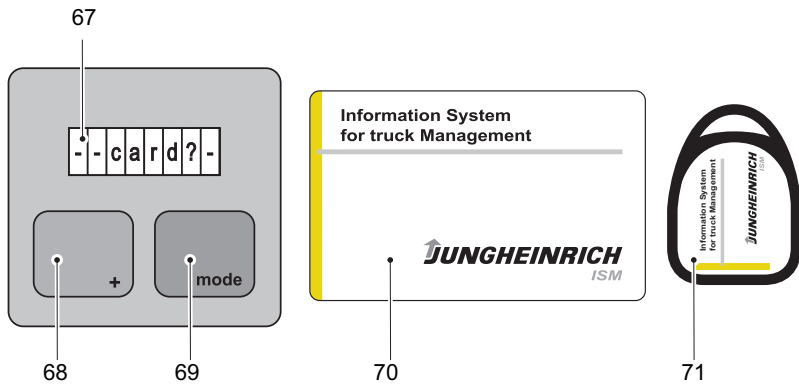 67
--card?-
+
mode
68
69
Information System
for truck Management
JUNGHEINRICH
ISM
70
Information System
for truck Management
JUNGHEINRICH
ISM
71